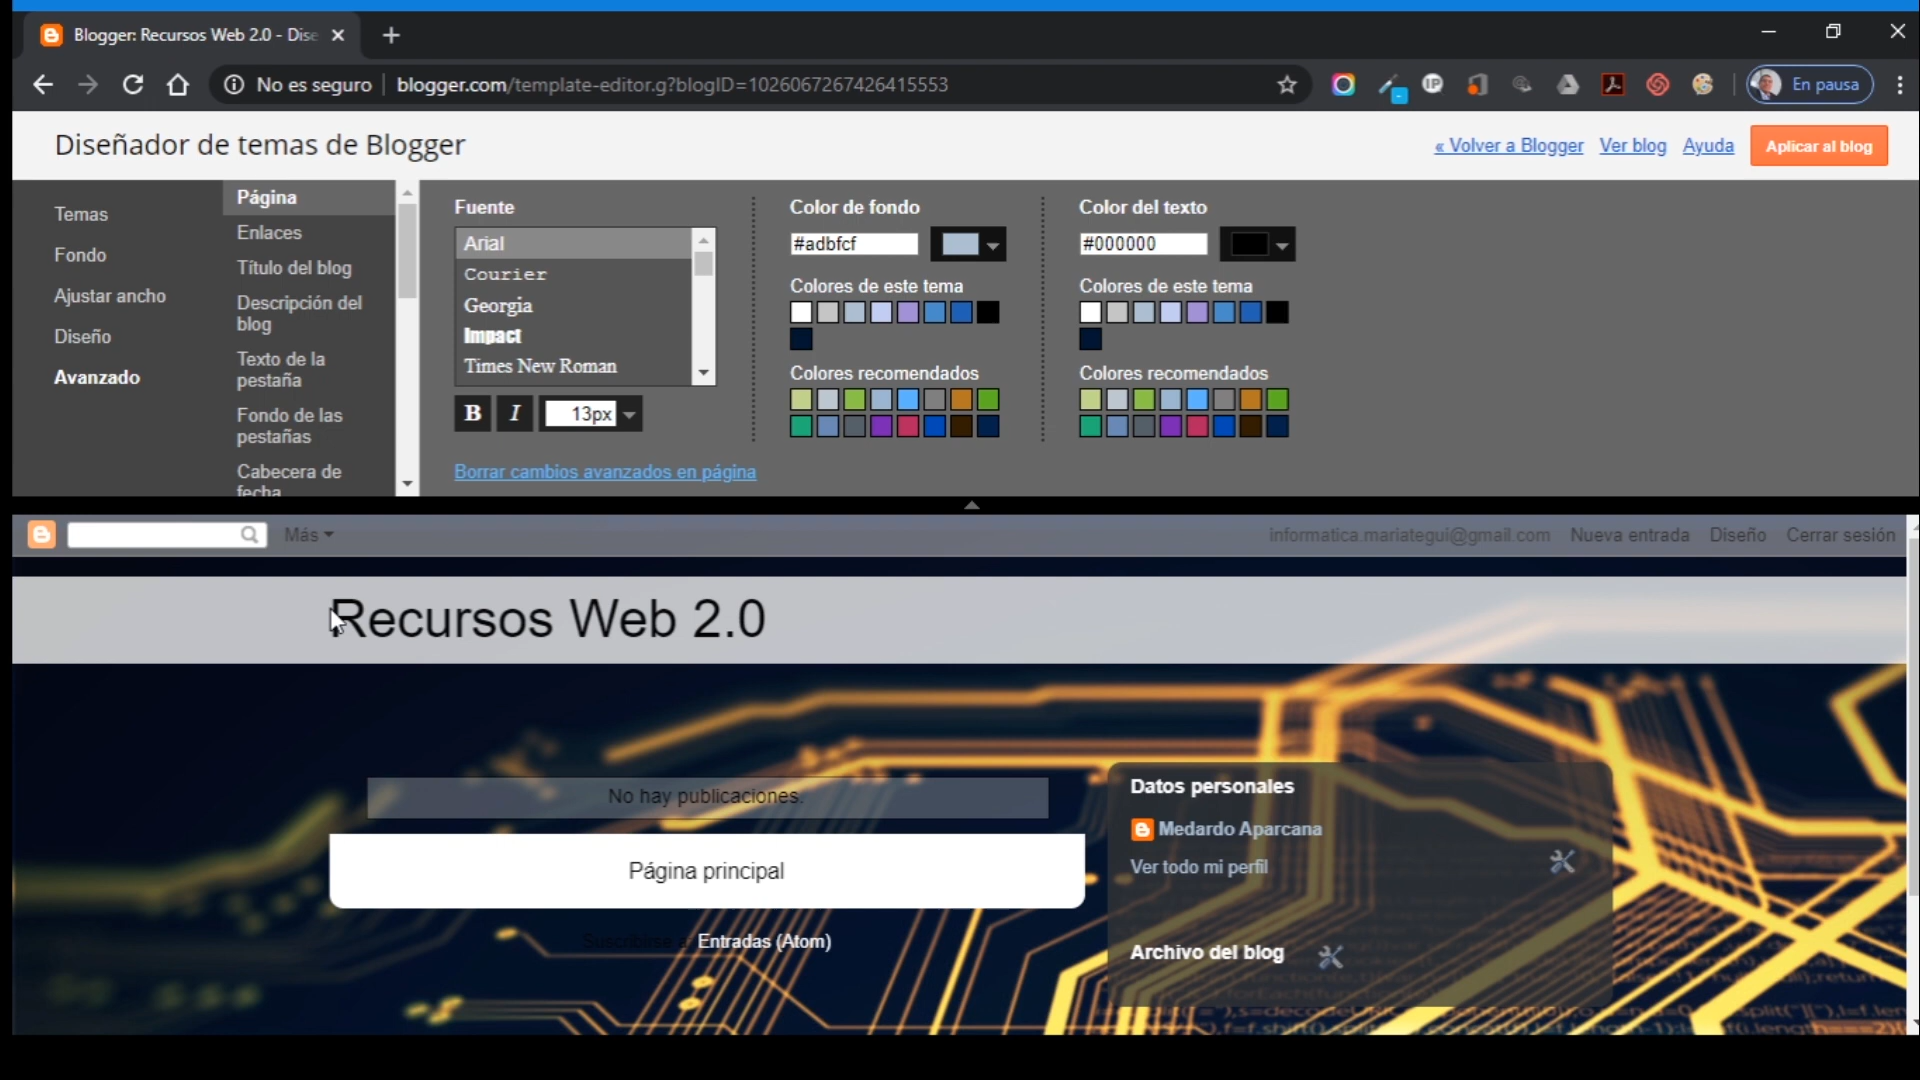 Blogger: Recursos Web 2.0 - Dise
No es seguro
blogger.com/template-editor.g?blogID=1026067267426415553
En pausa
Diseñador de temas de Blogger
« Volver a Blogger
Ver blog
Ayuda
Aplicar al blog
Temas
Fondo
Ajustar ancho
Diseño
Avanzado
Página
Enlaces
Título del blog
Descripción del
blog
Texto de la
pestaña
Fondo de las
pestañas
Cabecera de
fecha
Fuente
Arial
Courier
Georgia
Impact
Times New Roman
B
I
13px
Borrar cambios avanzados en página
Color de fondo
#adbfcf
Colores de este tema
Colores recomendados
Color del texto
#000000
Colores de este tema
Colores recomendados
Más
informatica.mariategui@gmail.com
Nueva entrada
Diseño
Cerrar sesión
Recursos Web 2.0
No hay publicaciones.
Página principal
Suscribirse a: Entradas (Atom)
Datos personales
Medardo Aparcana
Ver todo mi perfil
Archivo del blog